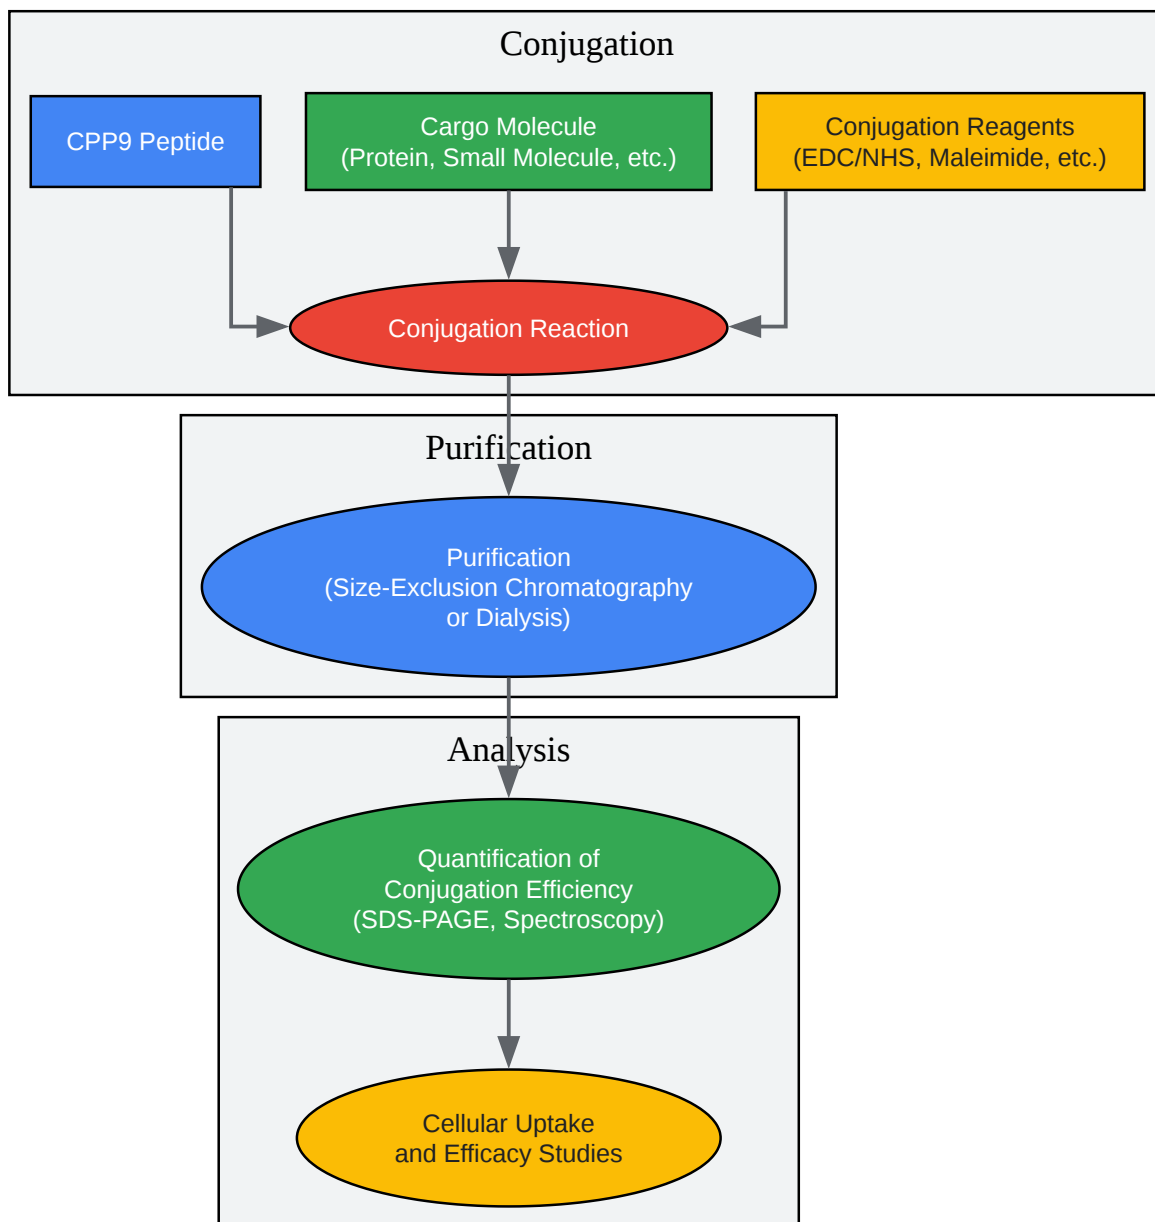 Conjugation
CPP9 Peptide
Cargo Molecule
(Protein, Small Molecule, etc.)
Conjugation Reagents
(EDC/NHS, Maleimide, etc.)
Conjugation Reaction
Purification
Purification
(Size-Exclusion Chromatography
or Dialysis)
Analysis
Quantification of
Conjugation Efficiency
(SDS-PAGE, Spectroscopy)
Cellular Uptake
and Efficacy Studies